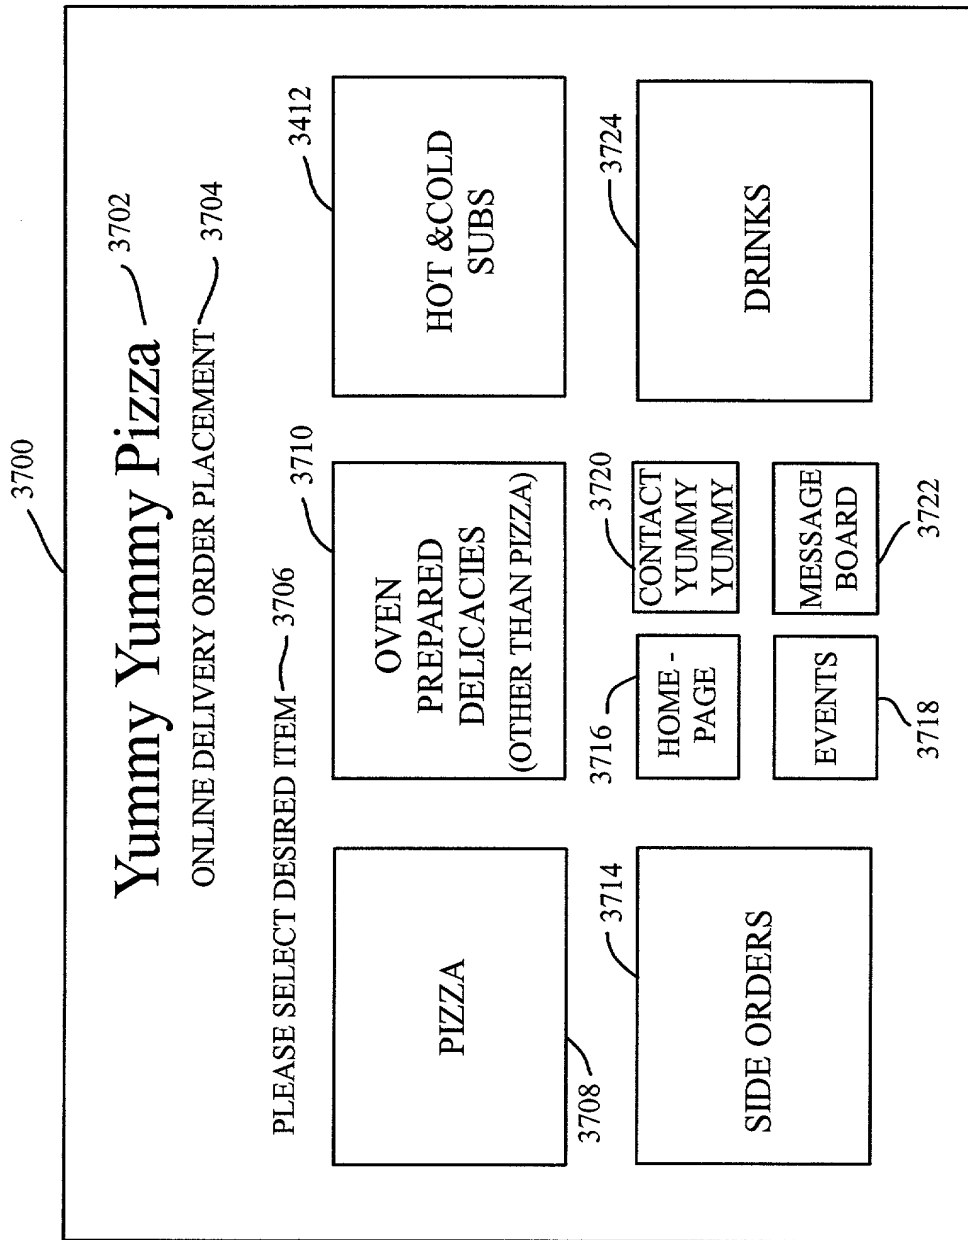 3700
Yummy Yummy Pizza
3702
ONLINE DELIVERY ORDER PLACEMENT
3704
PLEASE SELECT DESIRED ITEM
3706
PIZZA
3708
3710
OVEN
PREPARED
DELICACIES
(OTHER THAN PIZZA)
3412
HOT &COLD
SUBS
3714
SIDE ORDERS
3716
HOME -
PAGE
3720
CONTACT
YUMMY
YUMMY
EVENTS
3718
MESSAGE
BOARD
3722
3724
DRINKS